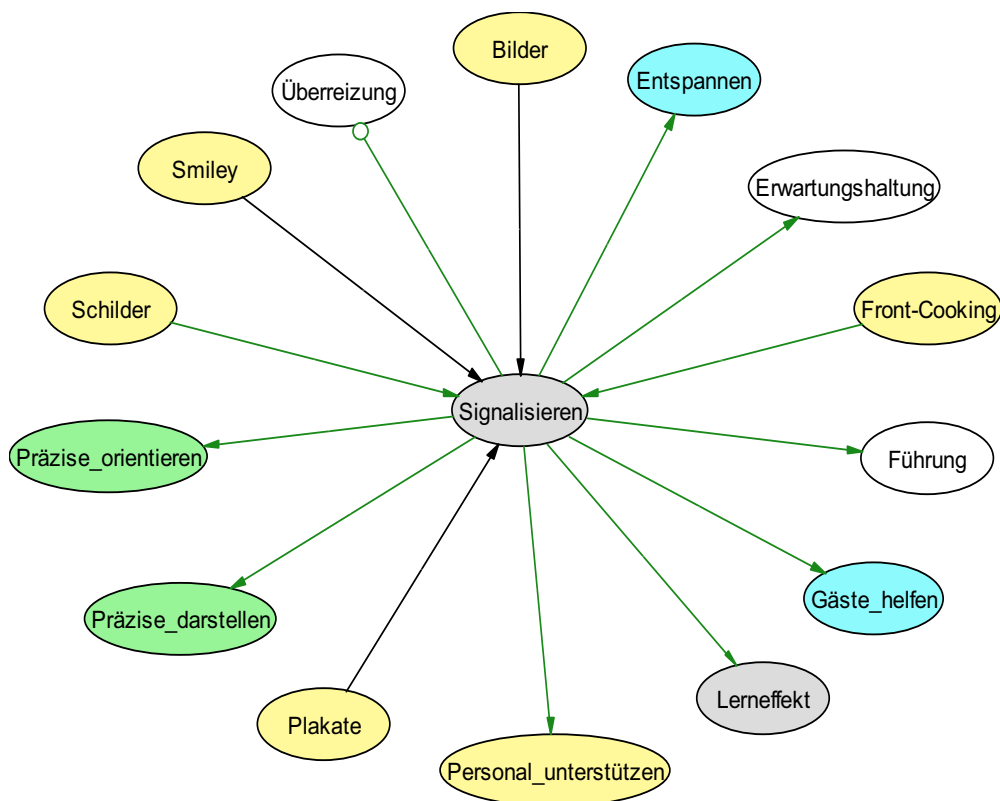 Bilder
Entspannen
Überreizung
Smiley
Erwartungshaltung
Schilder
Front-Cooking
Signalisieren
Präzise_orientieren
Führung
Präzise_darstellen
Gäste_helfen
Lerneffekt
Plakate
Personal_unterstützen